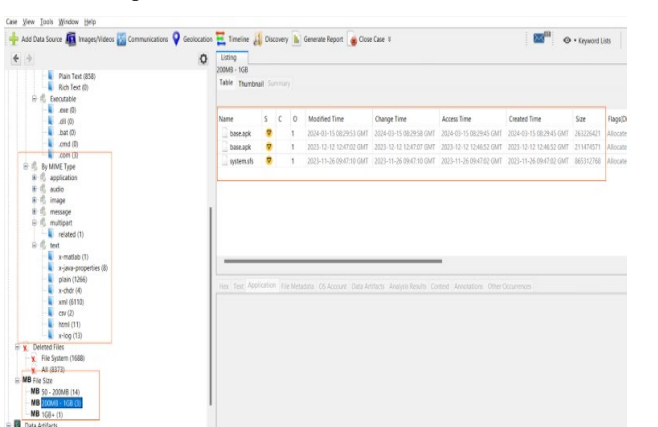 Case View Tools Window Help
Add Data Source Images/Videos Communications Geolocation Timeline Discovery Generate Report Close Case Keyword Lists
Listing
200MB - 1GB
Table Thumbnail Summary
Name S C O Modified Time Change Time Access Time Created Time Size Flags(D
base.apk 1 2024-03-15 08:29:53 GMT 2024-03-15 08:29:58 GMT 2024-03-15 08:29:45 GMT 2024-03-15 08:29:45 GMT 263226421 Allocate
base.apk 1 2023-12-12 12:47:02 GMT 2023-12-12 12:47:07 GMT 2023-12-12 12:46:52 GMT 2023-12-12 12:46:52 GMT 211474571 Allocate
system.sfs 1 2023-11-26 09:47:10 GMT 2023-11-26 09:47:10 GMT 2023-11-26 09:47:02 GMT 2023-11-26 09:47:02 GMT 865312768 Allocate
Plain Text (858)
Rich Text (0)
Executable
.exe (0)
.dll (0)
.bat (0)
.cmd (0)
.com (3)
By MIME Type
application
audio
image
message
multipart
related (1)
text
x-matlab (1)
x-java-properties (8)
plain (1266)
x-chdr (4)
xml (6110)
csv (2)
html (11)
x-log (13)
Deleted Files
File System (1688)
All (8373)
MB File Size
MB 50 - 200MB (14)
MB 200MB - 1GB (3)
MB 1GB+ (1)
Data Artifacts
Hex Text Application File Metadata OS Account Data Artifacts Analysis Results Context Annotations Other Occurrences